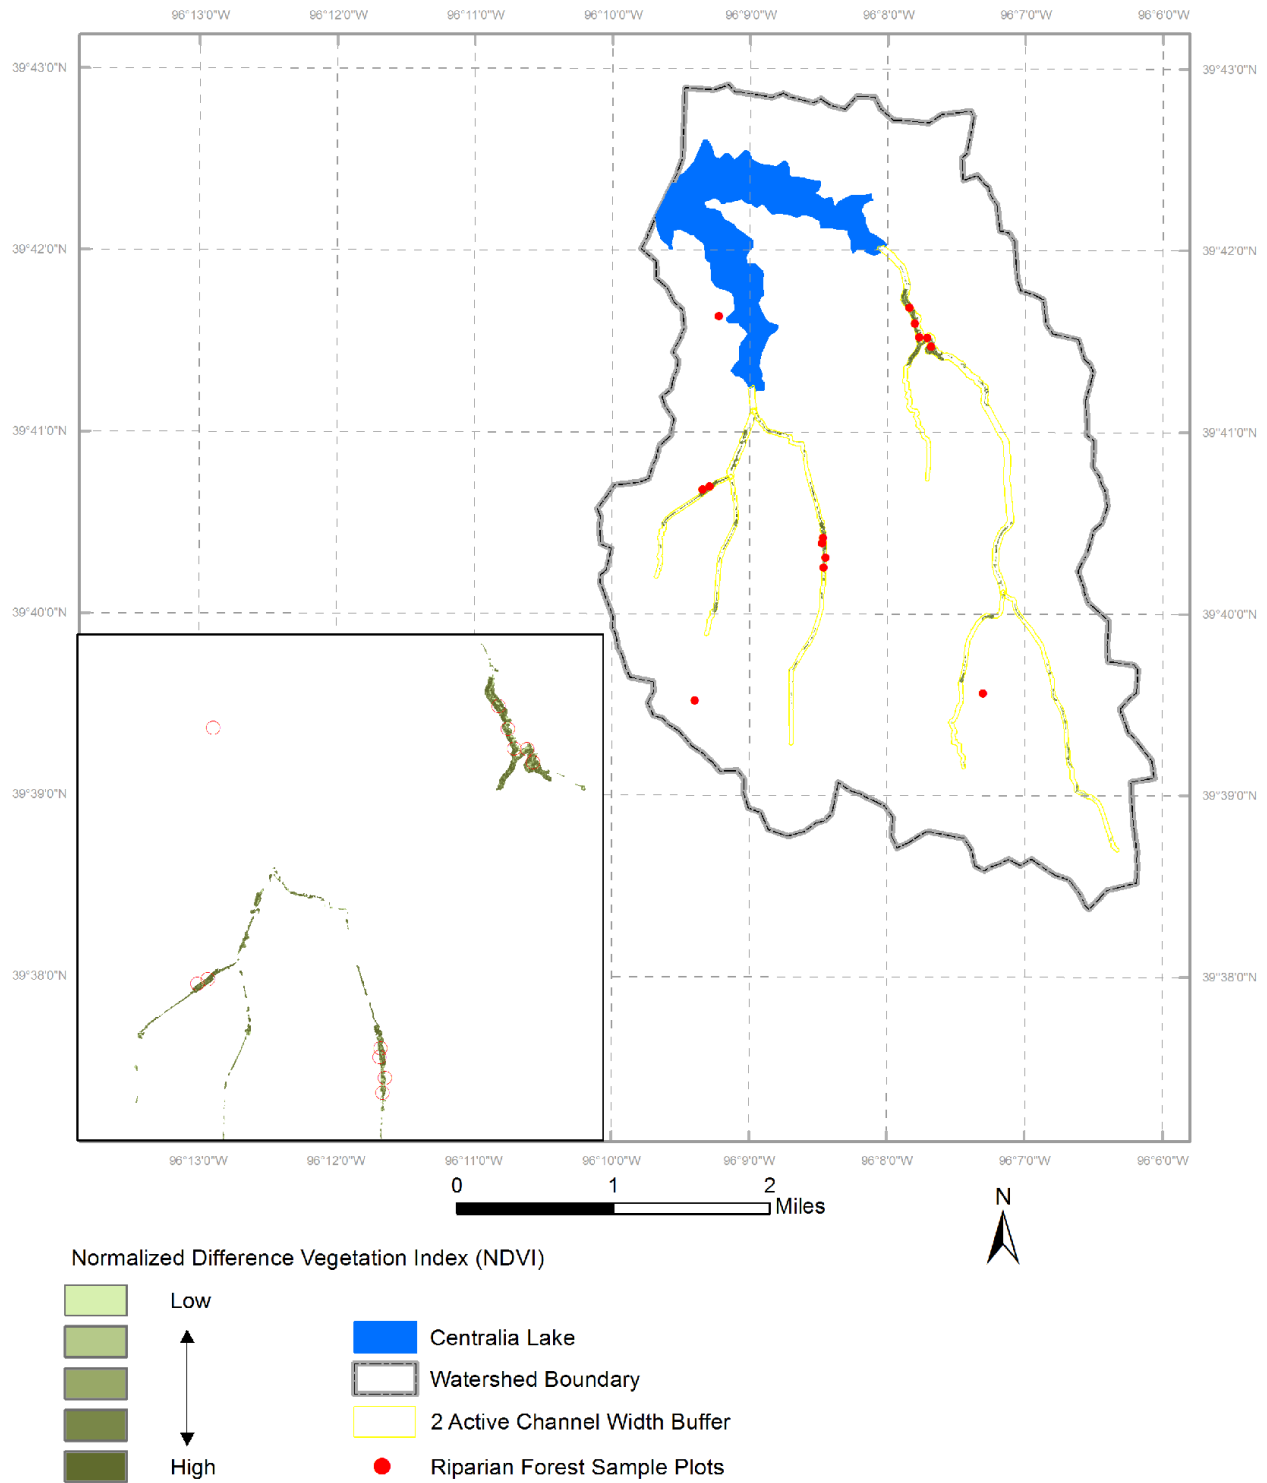 96°13'0"W 96°12'0"W 96°11'0"W 96°10'0"W 96°9'0"W 96°8'0"W 96°7'0"W 96°6'0"W
39°43'0"N 39°43'0"N
39°42'0"N 39°42'0"N
39°41'0"N 39°41'0"N
39°40'0"N 39°40'0"N
39°39'0"N 39°39'0"N
39°38'0"N 39°38'0"N
96°13'0"W 96°12'0"W 96°11'0"W 96°10'0"W 96°9'0"W 96°8'0"W 96°7'0"W 96°6'0"W
0 1 2
Miles
N
Normalized Difference Vegetation Index (NDVI)
Low
High
Centralia Lake
Watershed Boundary
2 Active Channel Width Buffer
Riparian Forest Sample Plots